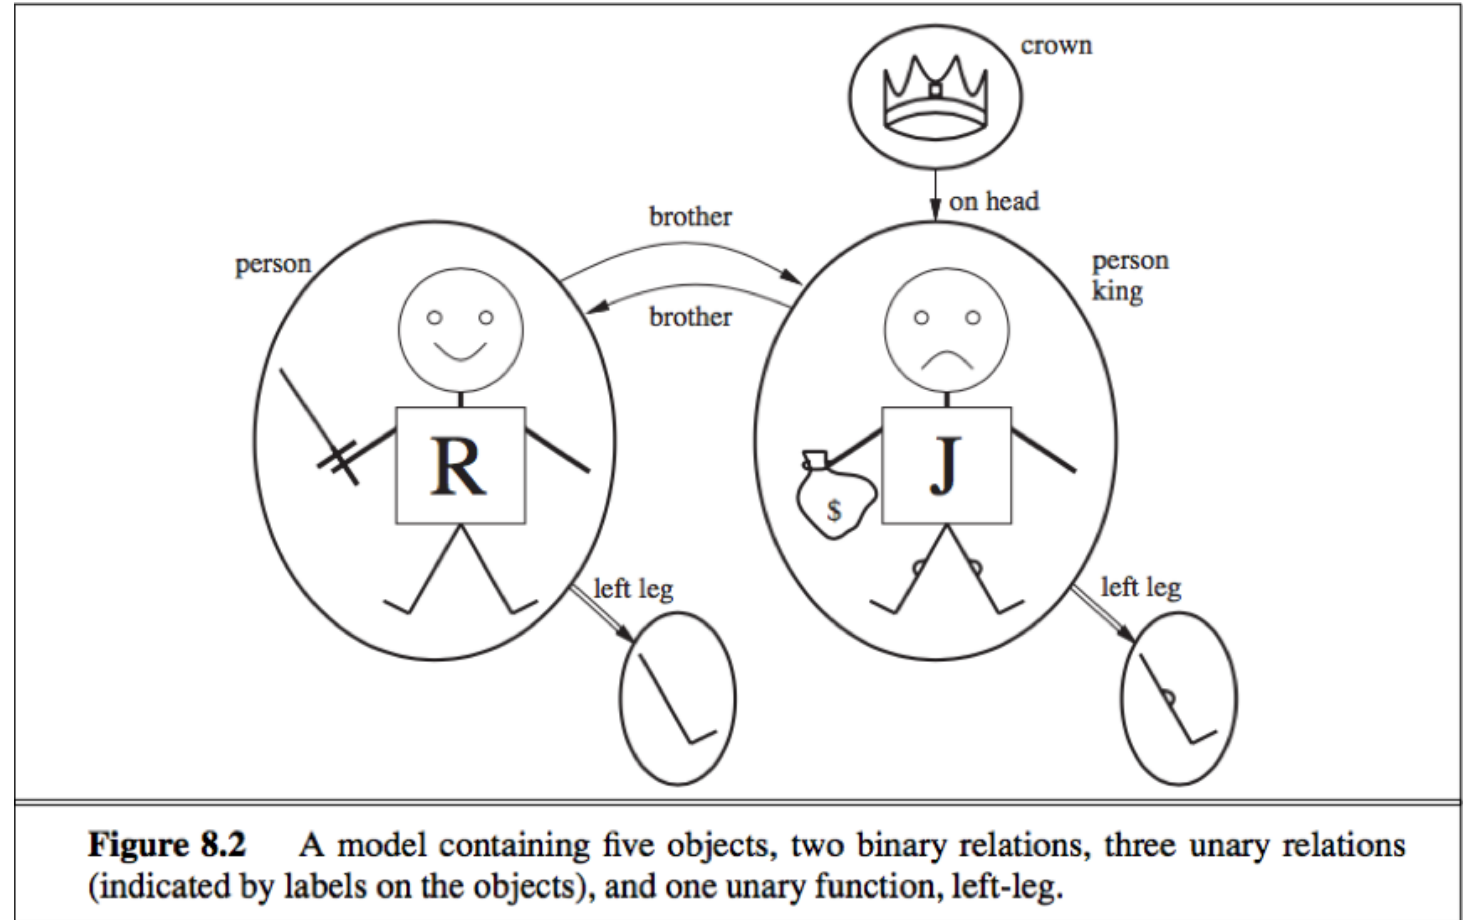 crown
on head
brother
person
person
king
brother
R
J
$
left leg
left leg
Figure 8.2 A model containing five objects, two binary relations, three unary relations
(indicated by labels on the objects), and one unary function, left-leg.